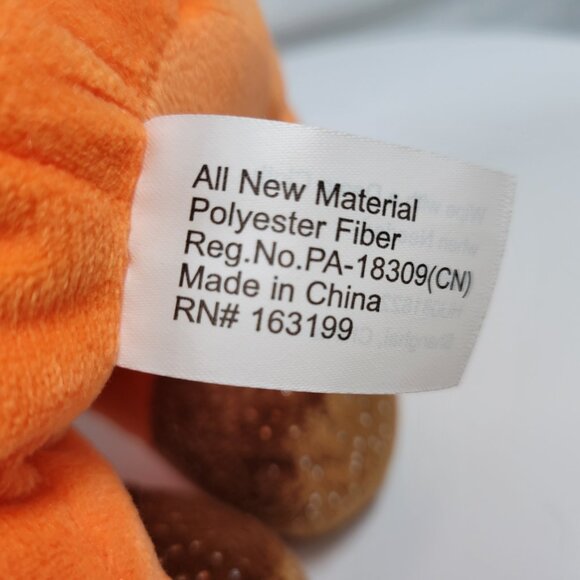 All New Material
Polyester Fiber
Reg.No.PA-18309(CN)
Made in China
RN# 163199